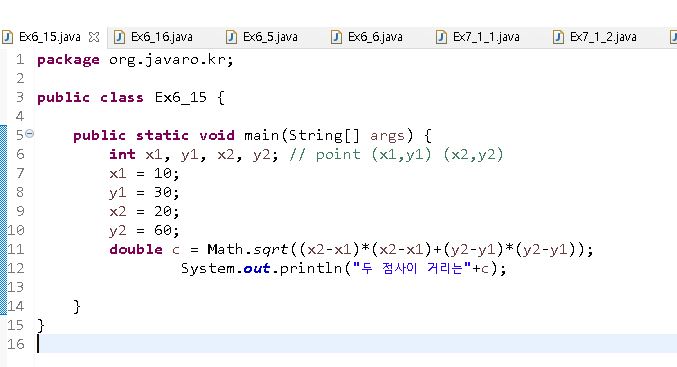 Ex6_15.java Ex6_16.java Ex6_5.java Ex6_6.java Ex7_1_1.java Ex7_1_2.java
1 package org.javaro.kr;
2
3 public class Ex6_15 {
4
5 public static void main(String[] args) {
6 int x1, y1, x2, y2; // point (x1,y1) (x2,y2)
7 x1 = 10;
8 y1 = 30;
9 x2 = 20;
10 y2 = 60;
11 double c = Math.sqrt((x2-x1)*(x2-x1)+(y2-y1)*(y2-y1));
12 System.out.println("두 점사이 거리는"+c);
13
14 }
15 }
16